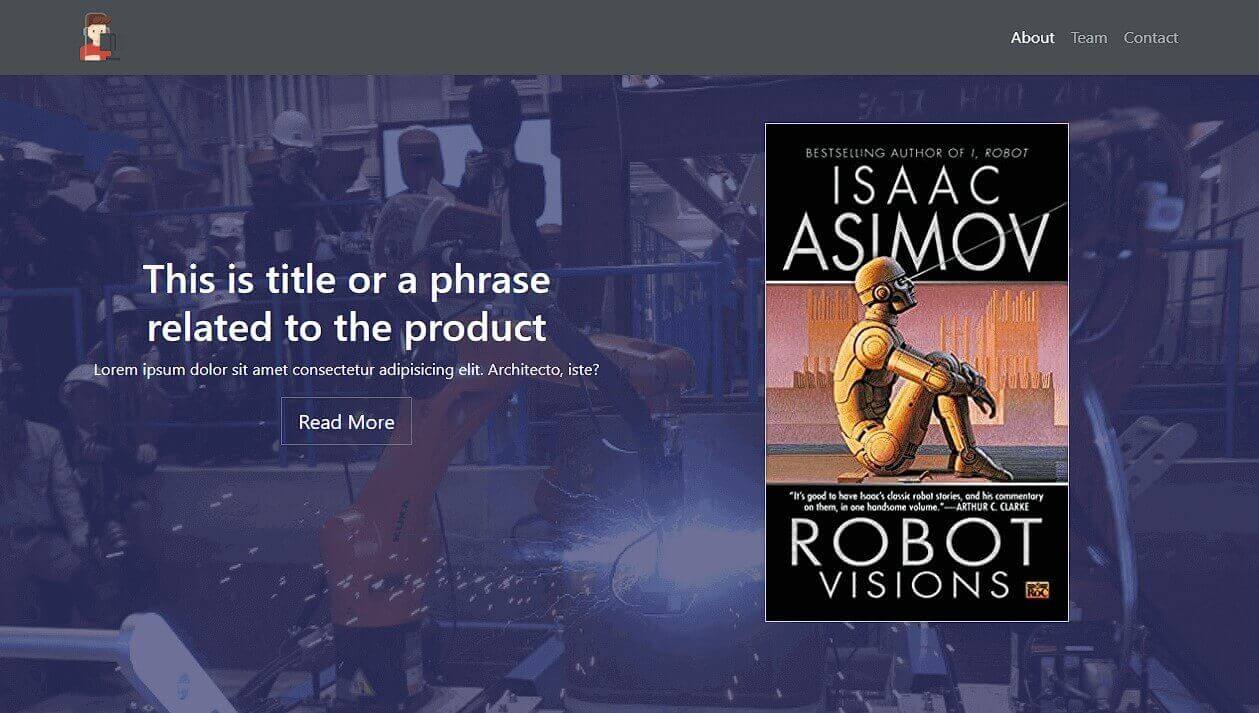 About Team Contact
This is title or a phrase
related to the product
Lorem ipsum dolor sit amet consectetur adipisicing elit. Architecto, iste?
Read More
BESTSELLING AUTHOR OF I, ROBOT
ISAAC
ASIMOV
"It's good to have Isaac's classic robot stories, and his commentary
on them, in one handsome volume."—ARTHUR C. CLARKE
ROBOT
VISIONS
ROC